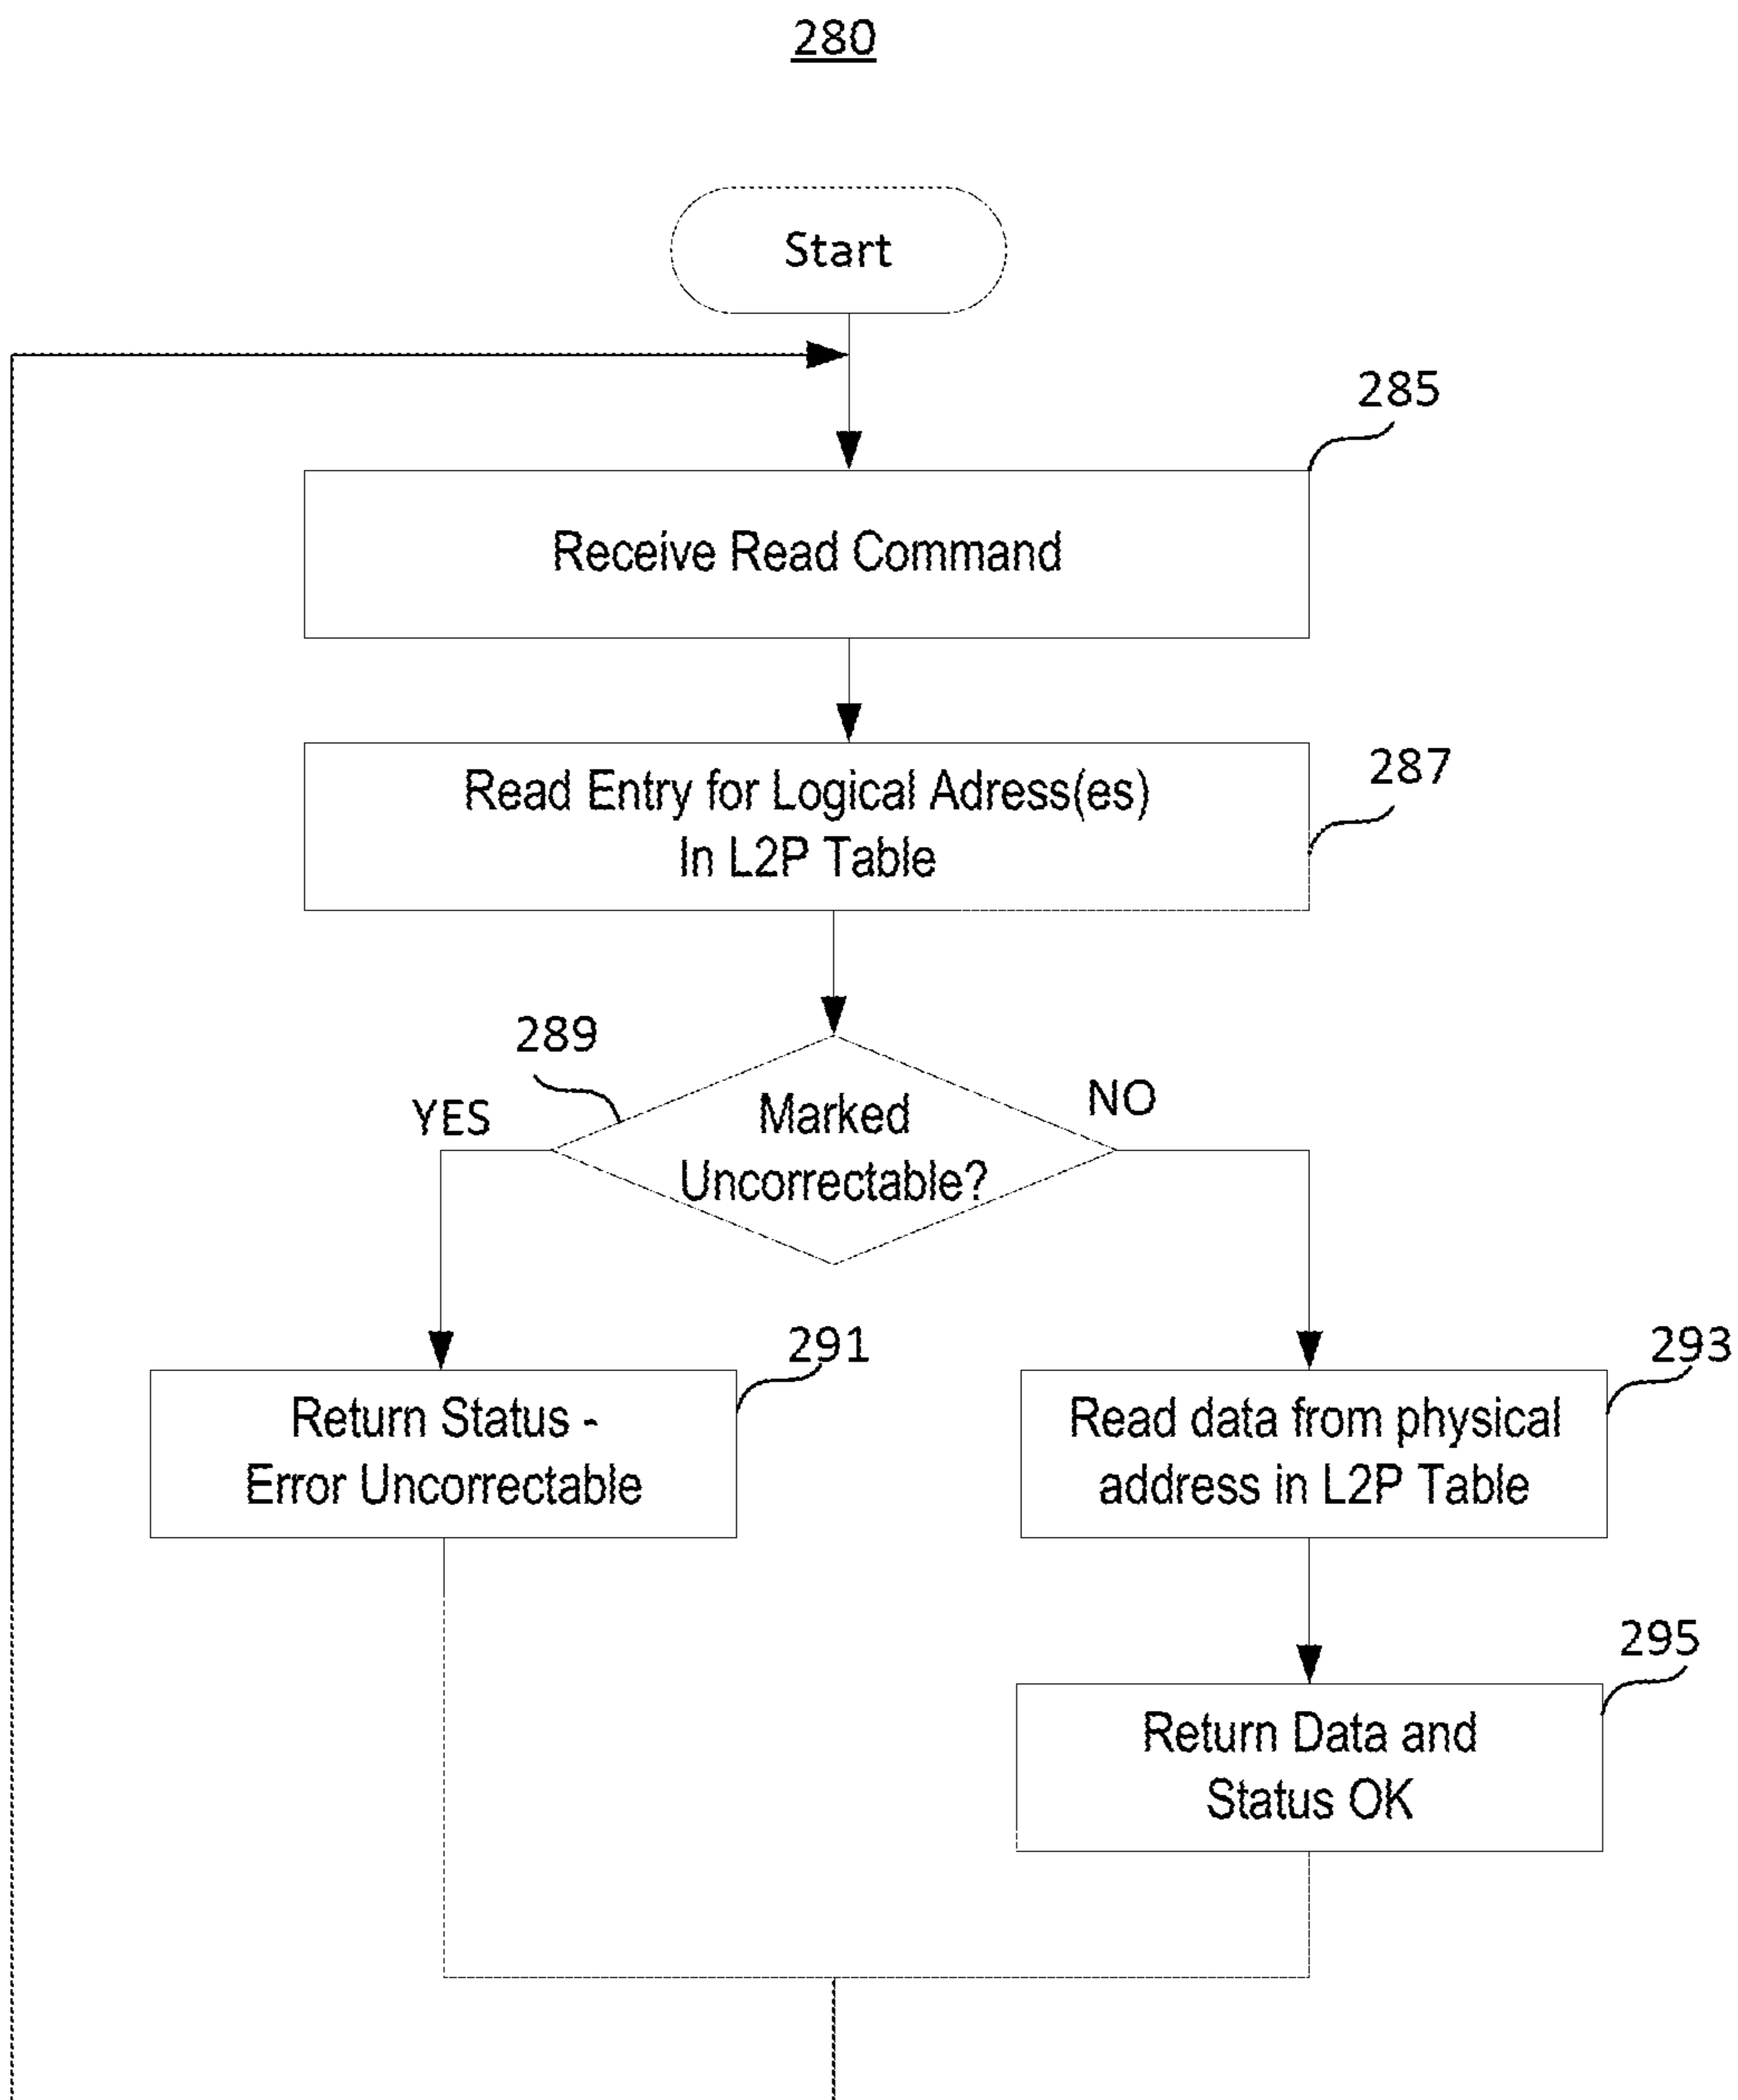 280
Start
285
Receive Read Command
287
Read Entry for Logical Adress(es)
In L2P Table
289
YES
Marked
Uncorrectable?
NO
291
Return Status -
Error Uncorrectable
293
Read data from physical
address in L2P Table
295
Return Data and
Status OK